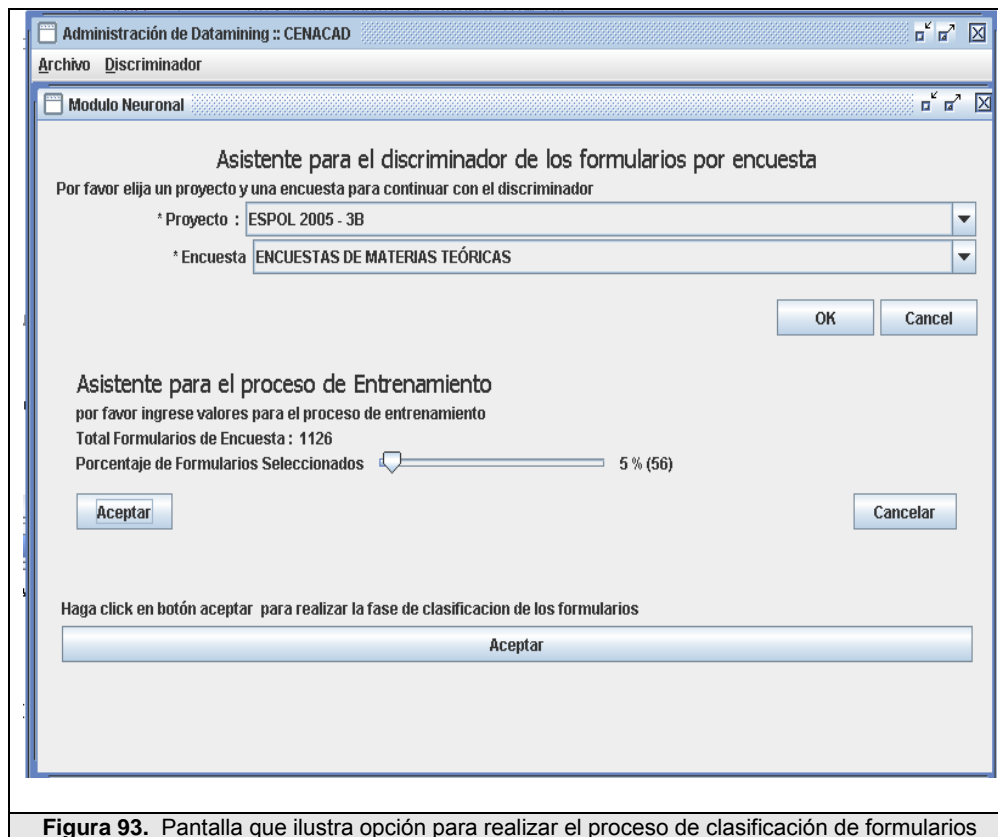 Administración de Datamining :: CENACAD
Archivo Discriminador
Modulo Neuronal
Asistente para el discriminador de los formularios por encuesta
Por favor elija un proyecto y una encuesta para continuar con el discriminador
* Proyecto : ESPOL 2005 - 3B
* Encuesta ENCUESTAS DE MATERIAS TEÓRICAS
OK Cancel
Asistente para el proceso de Entrenamiento
por favor ingrese valores para el proceso de entrenamiento
Total Formularios de Encuesta : 1126
Porcentaje de Formularios Seleccionados 5 % (56)
Aceptar Cancelar
Haga click en botón aceptar para realizar la fase de clasificacion de los formularios
Aceptar
Figura 93. Pantalla que ilustra opción para realizar el proceso de clasificación de formularios